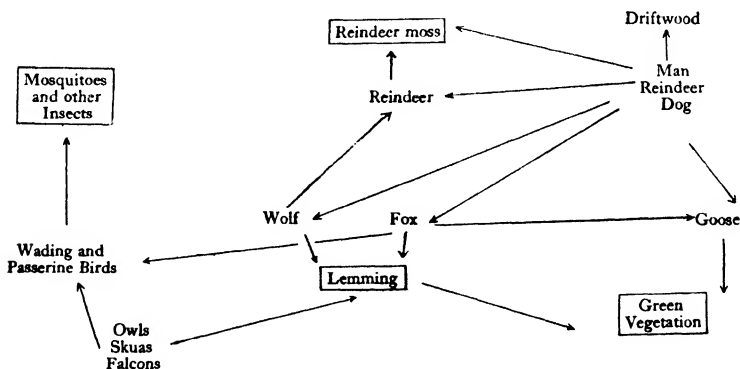 Driftwood
Reindeer moss
Man
Reindeer
Dog
Mosquitoes
and other
Insects
Reindeer
Wolf
Fox
Goose
Wading and
Passerine Birds
Lemming
Green
Vegetation
Owls
Skuas
Falcons